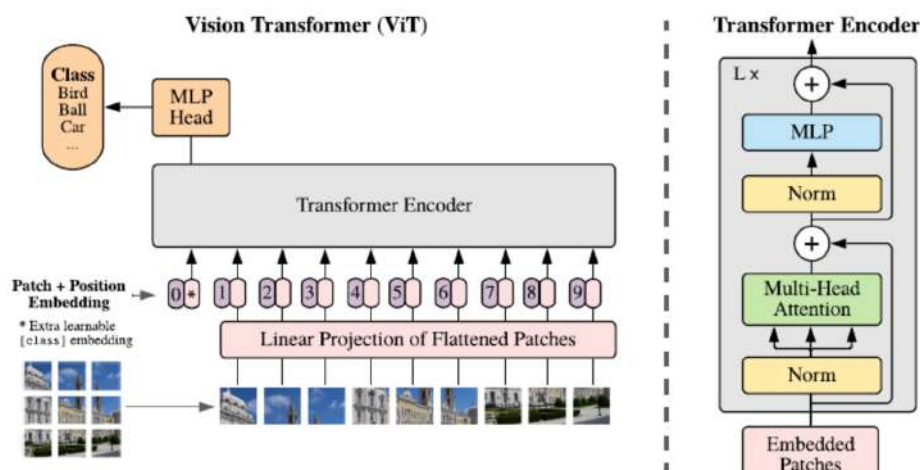 Vision Transformer (ViT)
Class
Bird
Ball
Car
...
MLP
Head
Transformer Encoder
Patch + Position
Embedding
0 * 1 2 3 4 5 6 7 8 9
* Extra learnable
[class] embedding
Linear Projection of Flattened Patches
Transformer Encoder
L ×
+
MLP
Norm
+
Multi-Head
Attention
Norm
Embedded
Patches